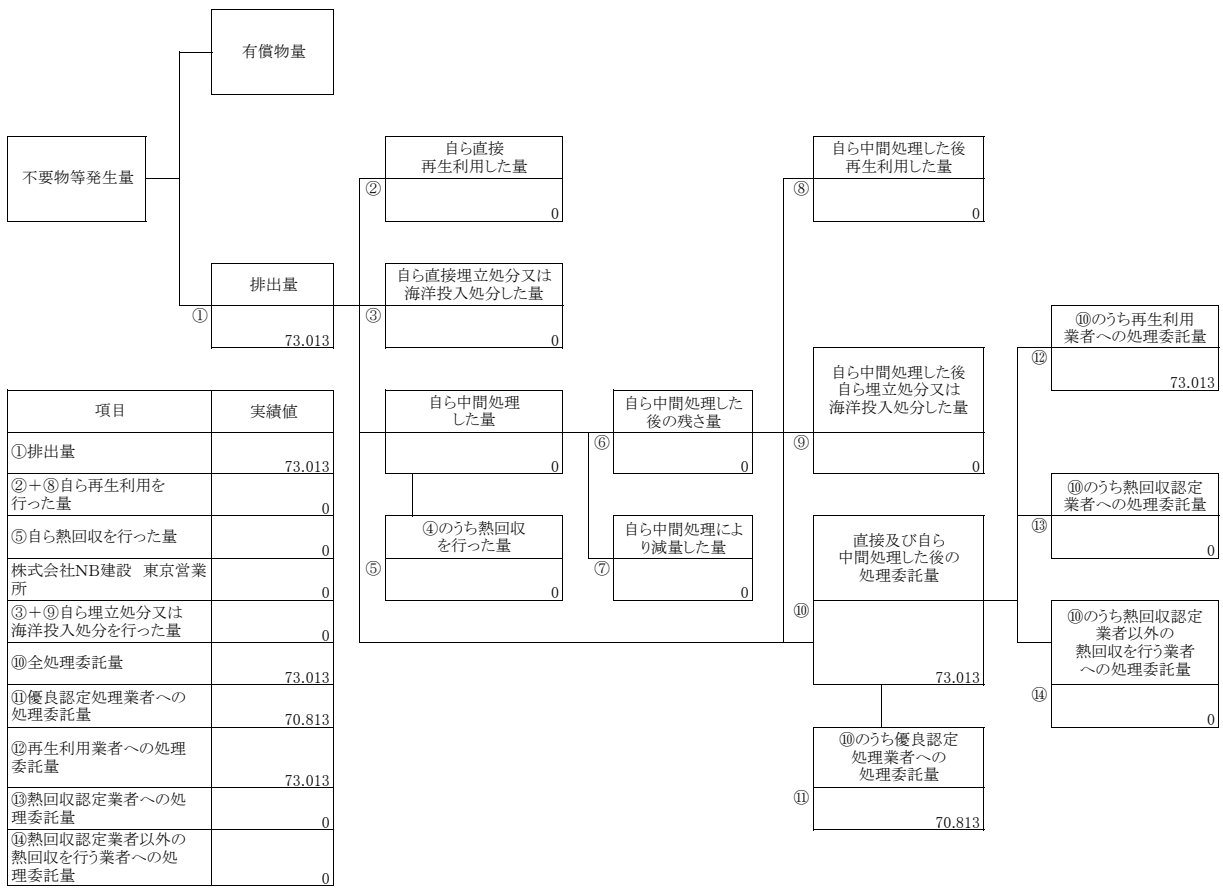 有償物量
不要物等発生量
自ら直接
再生利用した量
②
0
自ら中間処理した後
再生利用した量
⑧
0
排出量
①
73.013
自ら直接埋立処分又は
海洋投入処分した量
③
0
⑩のうち再生利用
業者への処理委託量
⑫
73.013
自ら中間処理
した量
0
自ら中間処理した
後の残さ量
⑥
0
自ら中間処理した後
自ら埋立処分又は
海洋投入処分した量
⑨
0
⑩のうち熱回収認定
業者への処理委託量
⑬
0
④のうち熱回収
を行った量
⑤
0
自ら中間処理によ
り減量した量
⑦
0
直接及び自ら
中間処理した後の
処理委託量
⑩
73.013
⑩のうち熱回収認定
業者以外の
熱回収を行う業者
への処理委託量
⑭
0
⑩のうち優良認定
処理業者への
処理委託量
⑪
70.813
項目 実績値
①排出量
73.013
②+⑧自ら再生利用を
行った量
0
⑤自ら熱回収を行った量
0
株式会社NB建設 東京営業
所
0
③+⑨自ら埋立処分又は
海洋投入処分を行った量
0
⑩全処理委託量
73.013
⑪優良認定処理業者への
処理委託量
70.813
⑫再生利用業者への処理
委託量
73.013
⑬熱回収認定業者への処
理委託量
0
⑭熱回収認定業者以外の
熱回収を行う業者への処
理委託量
0